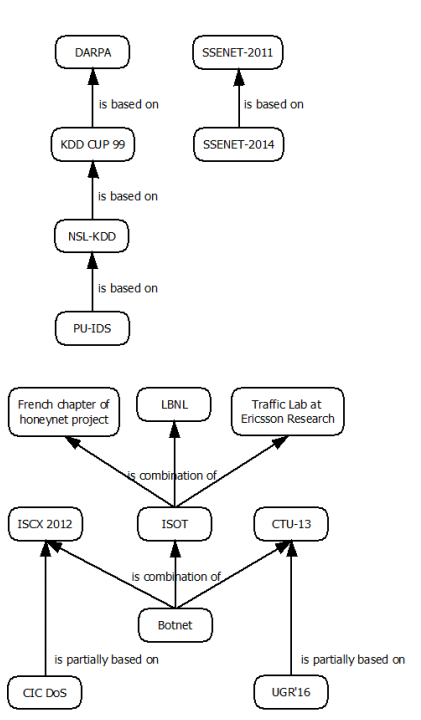 DARPA
SSENET-2011
is based on
is based on
KDD CUP 99
SSENET-2014
is based on
NSL-KDD
is based on
PU-IDS
French chapter of
honeynet project
LBNL
Traffic Lab at
Ericsson Research
is combination of
ISCX 2012
ISOT
CTU-13
is combination of
Botnet
is partially based on
is partially based on
CIC DoS
UGR'16